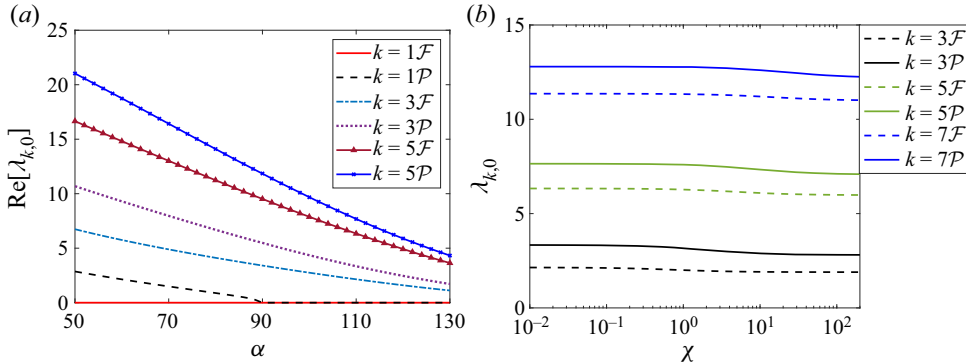 (a)
25
20
15
10
5
0
Re[λk,0]
50
70
90
110
130
α
k = 1ℱ
k = 1𝒫
k = 3ℱ
k = 3𝒫
k = 5ℱ
k = 5𝒫
(b)
15
10
5
0
λk,0
10−2
10−1
100
101
102
χ
k = 3ℱ
k = 3𝒫
k = 5ℱ
k = 5𝒫
k = 7ℱ
k = 7𝒫